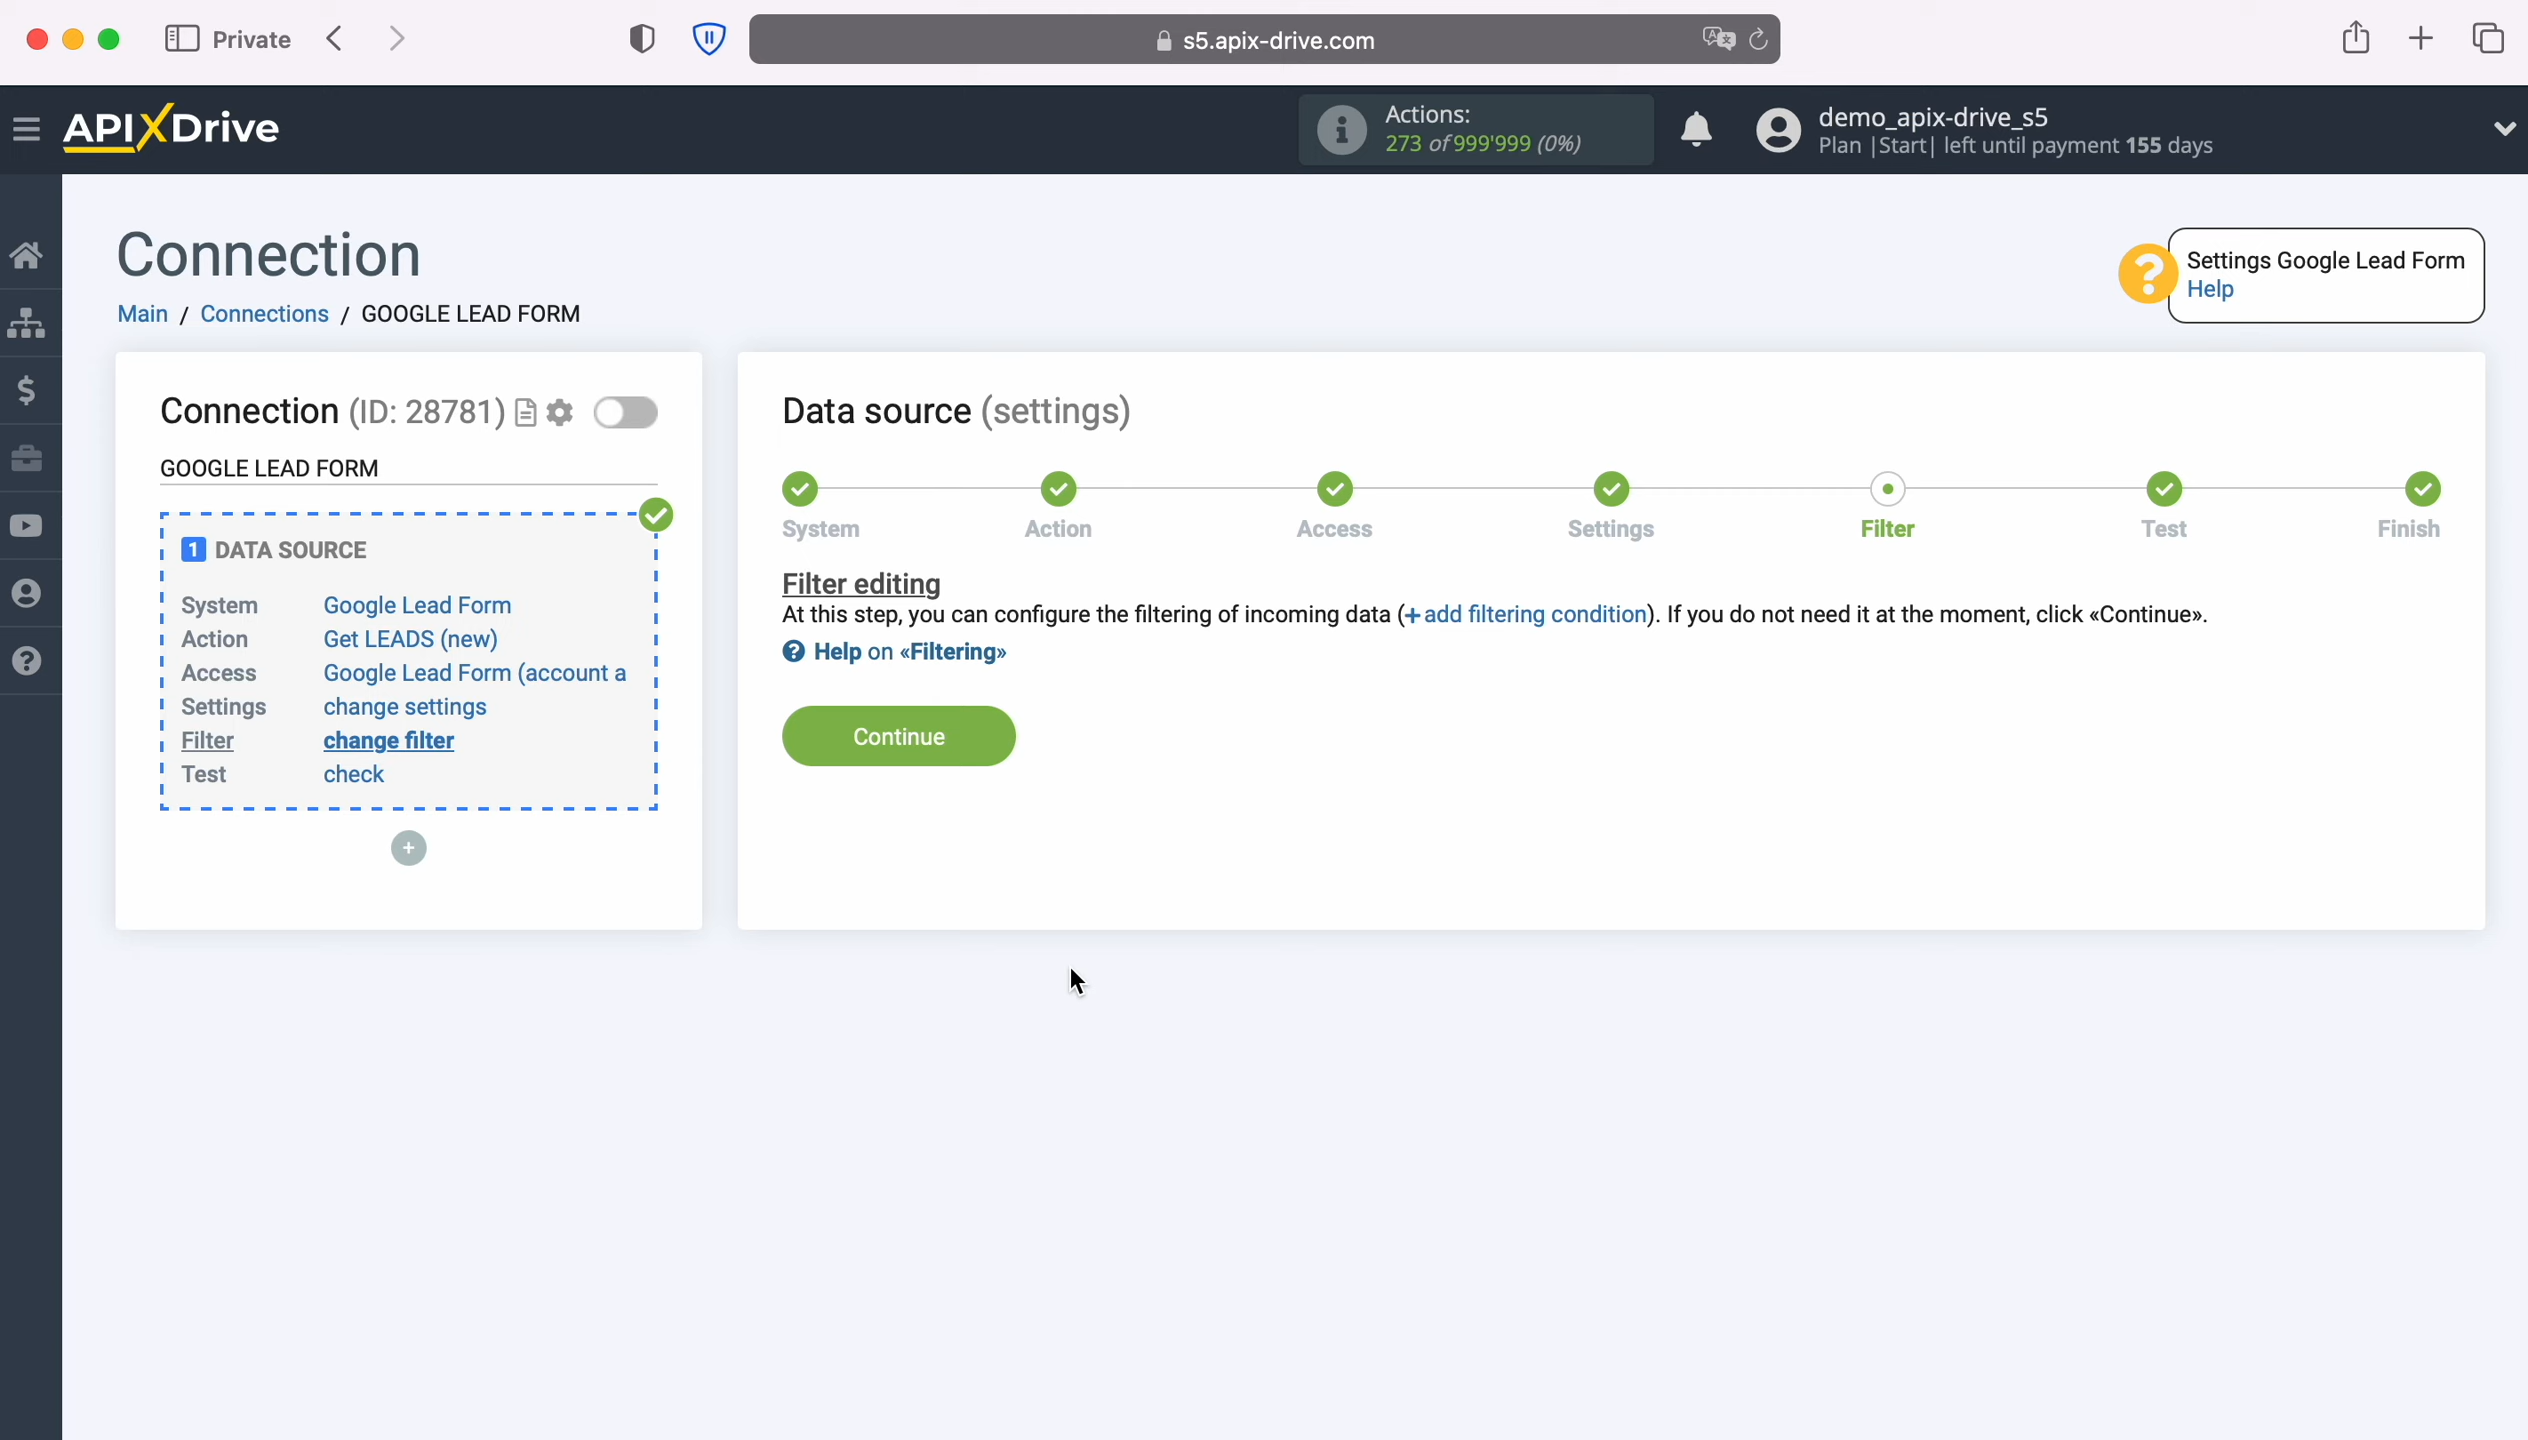 Private
s5.apix-drive.com
APIXDrive
Actions:
273 of 999'999 (0%)
demo_apix-drive_s5
Plan |Start| left until payment 155 days
Connection
Main / Connections / GOOGLE LEAD FORM
Settings Google Lead Form
Help
Connection (ID: 28781)
GOOGLE LEAD FORM
1 DATA SOURCE
System Google Lead Form
Action Get LEADS (new)
Access Google Lead Form (account a
Settings change settings
Filter change filter
Test check
Data source (settings)
System Action Access Settings Filter Test Finish
Filter editing
At this step, you can configure the filtering of incoming data (+add filtering condition). If you do not need it at the moment, click «Continue».
Help on «Filtering»
Continue